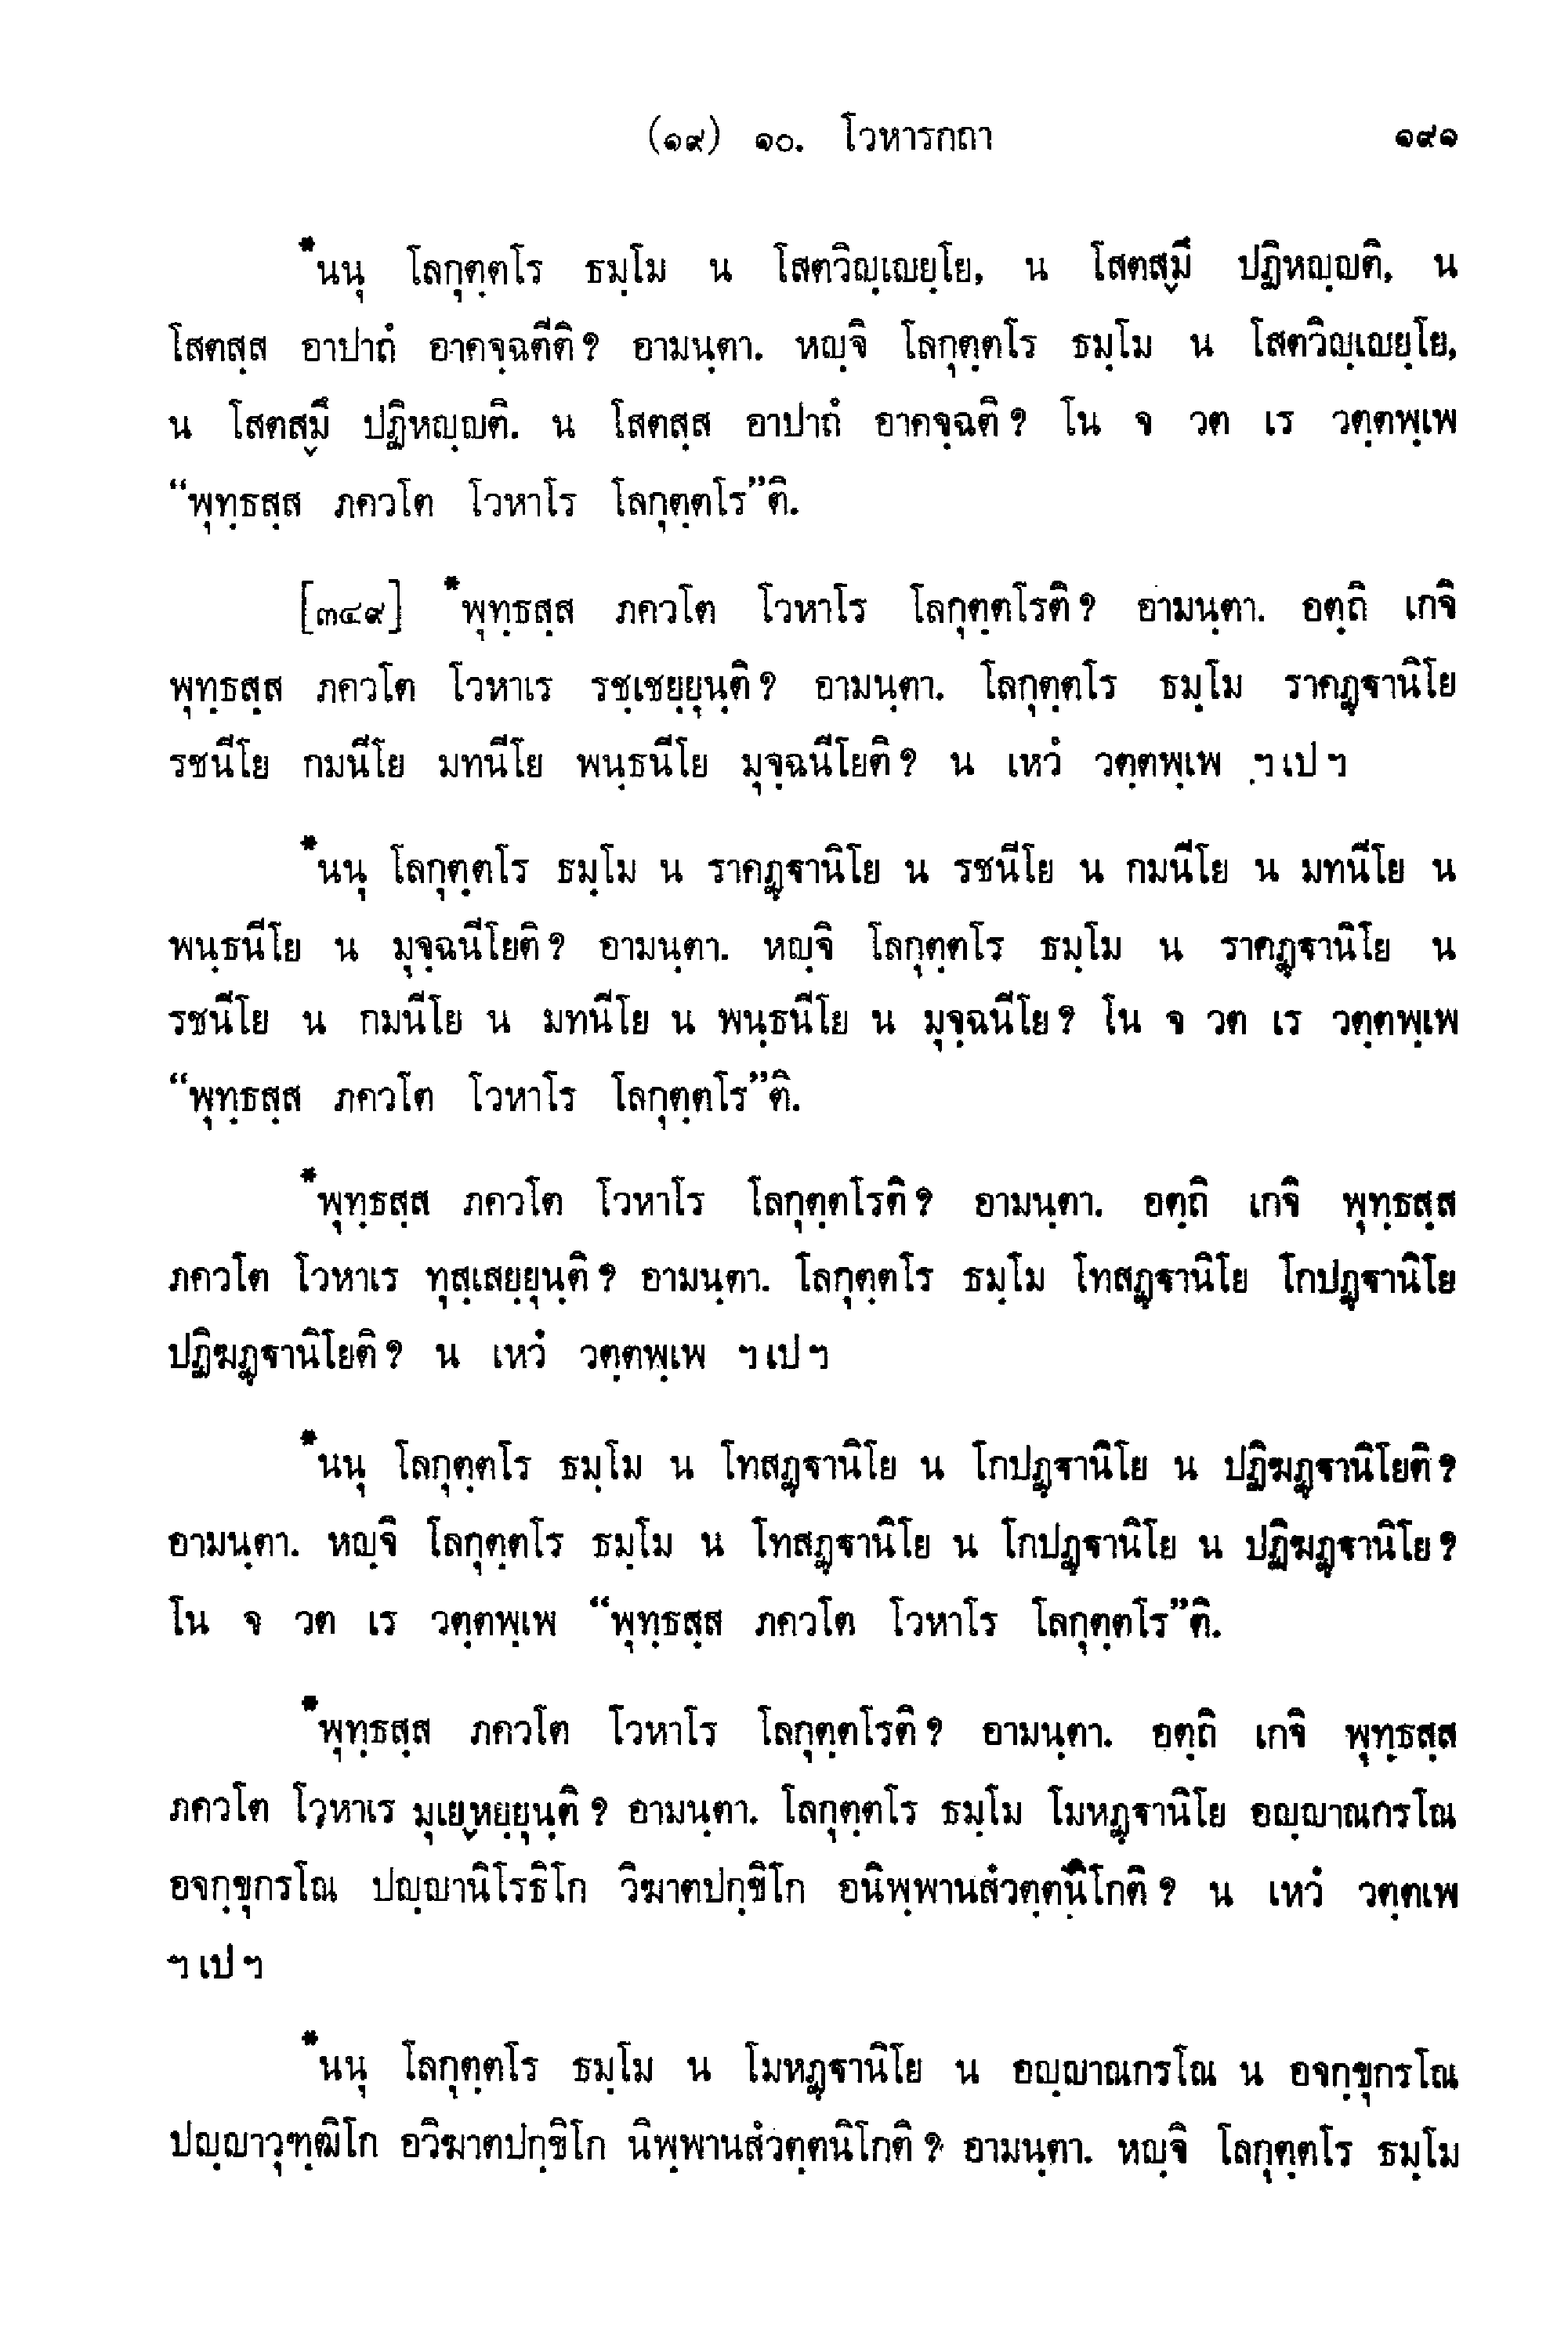 (๑๙) ๑๐. โวหารกถา ๑๙๑
*นนุ โลกุตฺตโร ธมฺโม น โสตวิญฺเญยฺโย, น โสตสฺมึ ปฏิหญฺญติ, น
โสตสฺส อาปาถํ อาคจฺฉตีติ? อามนฺตา. หญฺจิ โลกุตฺตโร ธมฺโม น โสตวิญฺเญยฺโย,
น โสตสฺมึ ปฏิหญฺญติ. น โสตสฺส อาปาถํ อาคจฺฉติ? โน จ วต เร วตฺตพฺเพ
“พุทฺธสฺส ภควโต โวหาโร โลกุตฺตโร”ติ.
[๓๔๙] *พุทฺธสฺส ภควโต โวหาโร โลกุตฺตโรติ? อามนฺตา. อตฺถิ เกจิ
พุทฺธสฺส ภควโต โวหาเร รชฺเชยฺยุนฺติ? อามนฺตา. โลกุตฺตโร ธมฺโม ราคฏฺฐานิโย
รชนีโย กมนีโย มทนีโย พนฺธนีโย มุจฺฉนีโยติ? น เหวํ วตฺตพฺเพ ฯเปฯ
*นนุ โลกุตฺตโร ธมฺโม น ราคฏฺฐานิโย น รชนีโย น กมนีโย น มทนีโย น
พนฺธนีโย น มุจฺฉนีโยติ? อามนฺตา. หญฺจิ โลกุตฺตโร ธมฺโม น ราคฏฺฐานิโย น
รชนีโย น กมนีโย น มทนีโย น พนฺธนีโย น มุจฺฉนีโย? โน จ วต เร วตฺตพฺเพ
“พุทฺธสฺส ภควโต โวหาโร โลกุตฺตโร”ติ.
*พุทฺธสฺส ภควโต โวหาโร โลกุตฺตโรติ? อามนฺตา. อตฺถิ เกจิ พุทฺธสฺส
ภควโต โวหาเร ทุสฺเสยฺยุนฺติ? อามนฺตา. โลกุตฺตโร ธมฺโม โทสฏฺฐานิโย โกปฏฺฐานิโย
ปฏิฆฏฺฐานิโยติ? น เหวํ วตฺตพฺเพ ฯเปฯ
*นนุ โลกุตฺตโร ธมฺโม น โทสฏฺฐานิโย น โกปฏฺฐานิโย น ปฏิฆฏฺฐานิโยติ?
อามนฺตา. หญฺจิ โลกุตฺตโร ธมฺโม น โทสฏฺฐานิโย น โกปฏฺฐานิโย น ปฏิฆฏฺฐานิโย?
โน จ วต เร วตฺตพฺเพ “พุทฺธสฺส ภควโต โวหาโร โลกุตฺตโร”ติ.
*พุทฺธสฺส ภควโต โวหาโร โลกุตฺตโรติ? อามนฺตา. อตฺถิ เกจิ พุทฺธสฺส
ภควโต โวหาเร มุเยฺหยฺยุนฺติ? อามนฺตา. โลกุตฺตโร ธมฺโม โมหฏฺฐานิโย อญฺญาณกรโณ
อจกฺขุกรโณ ปญฺญานิโรธิโก วิฆาตปกฺขิโก อนิพฺพานสํวตฺตนิโกติ? น เหวํ วตฺตเพ
ฯเปฯ
*นนุ โลกุตฺตโร ธมฺโม น โมหฏฺฐานิโย น อญฺญาณกรโณ น อจกฺขุกรโณ
ปญฺญาวุฑฺฒิโก อวิฆาตปกฺขิโก นิพฺพานสํวตฺตนิโกติ? อามนฺตา. หญฺจิ โลกุตฺตโร ธมฺโม